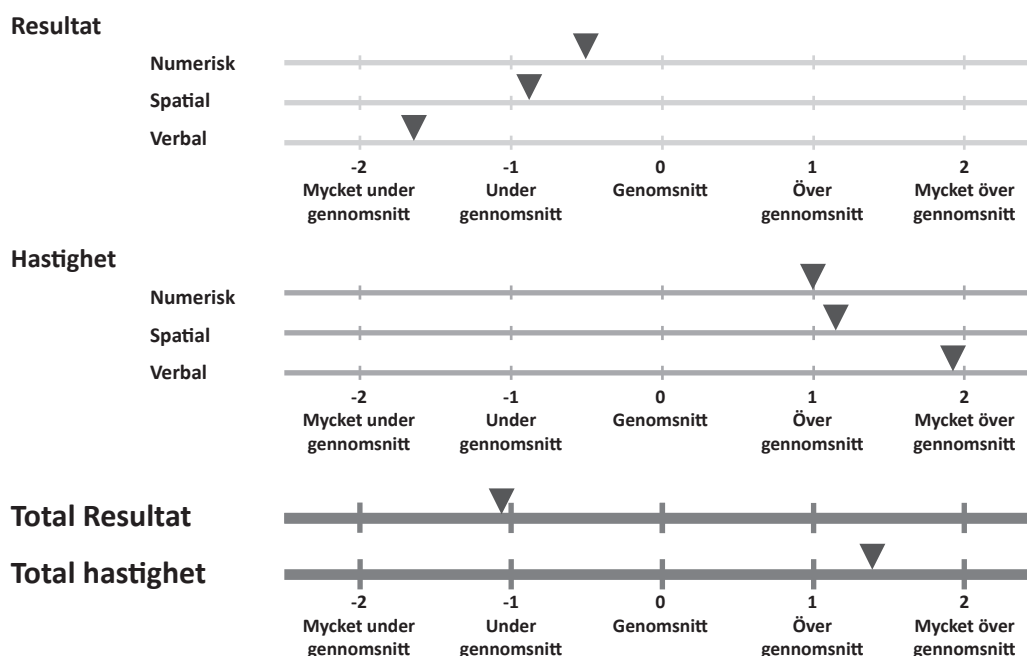 Resultat
Numerisk
Spatial
Verbal
-2 -1 0 1 2
Mycket under Under Genomsnitt Över Mycket över
gennomsnitt gennomsnitt gennomsnitt gennomsnitt
Hastighet
Numerisk
Spatial
Verbal
-2 -1 0 1 2
Mycket under Under Genomsnitt Över Mycket över
gennomsnitt gennomsnitt gennomsnitt gennomsnitt
Total Resultat
Total hastighet
-2 -1 0 1 2
Mycket under Under Genomsnitt Över Mycket över
gennomsnitt gennomsnitt gennomsnitt gennomsnitt